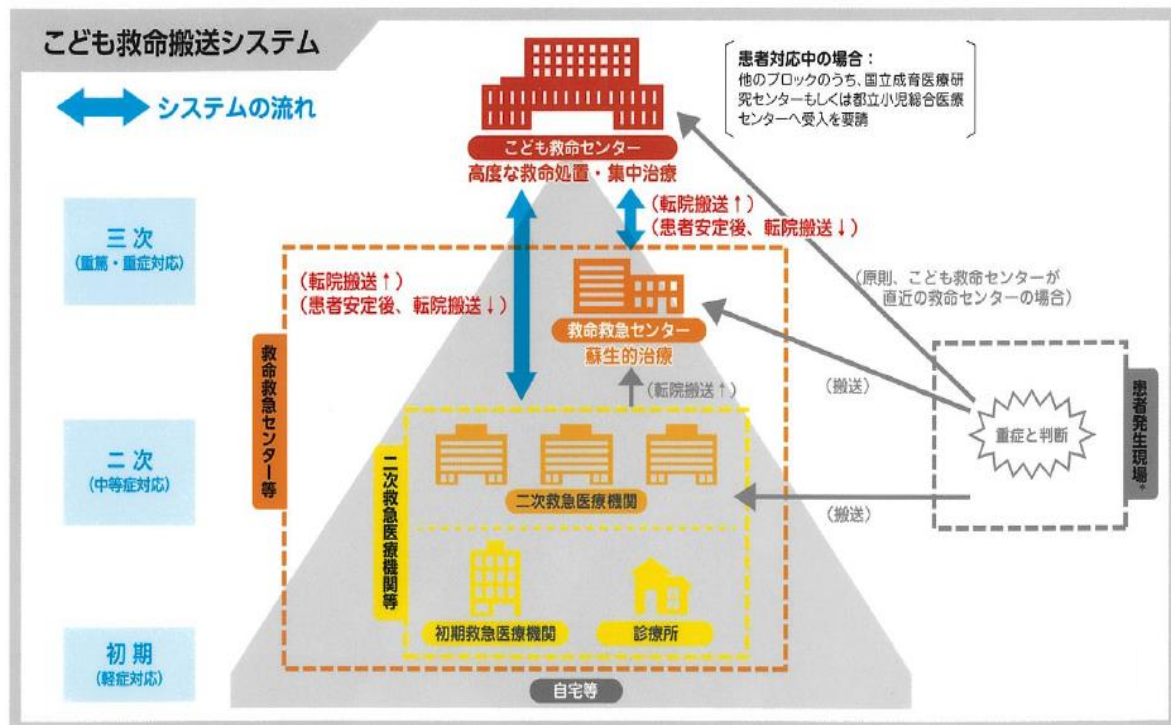 こども救命搬送システム
システムの流れ
患者対応中の場合：
他のブロックのうち、国立成育医療研
究センターもしくは都立小児総合医療
センターへ受入を要請
こども救命センター
高度な救命処置・集中治療
（転院搬送↑）
（患者安定後、転院搬送↓）
三次
（重篤・重症対応）
（転院搬送↑）
（患者安定後、転院搬送↓）
（原則、こども救命センターが
直近の救命センターの場合）
救命救急センター
蘇生的治療
救命救急センター等
（転院搬送↑）
（搬送）
重症と判断
患者発生現場。
二次
（中等症対応）
二次救急医療機関等
二次救急医療機関
（搬送）
初期救急医療機関
診療所
初期
（軽症対応）
自宅等